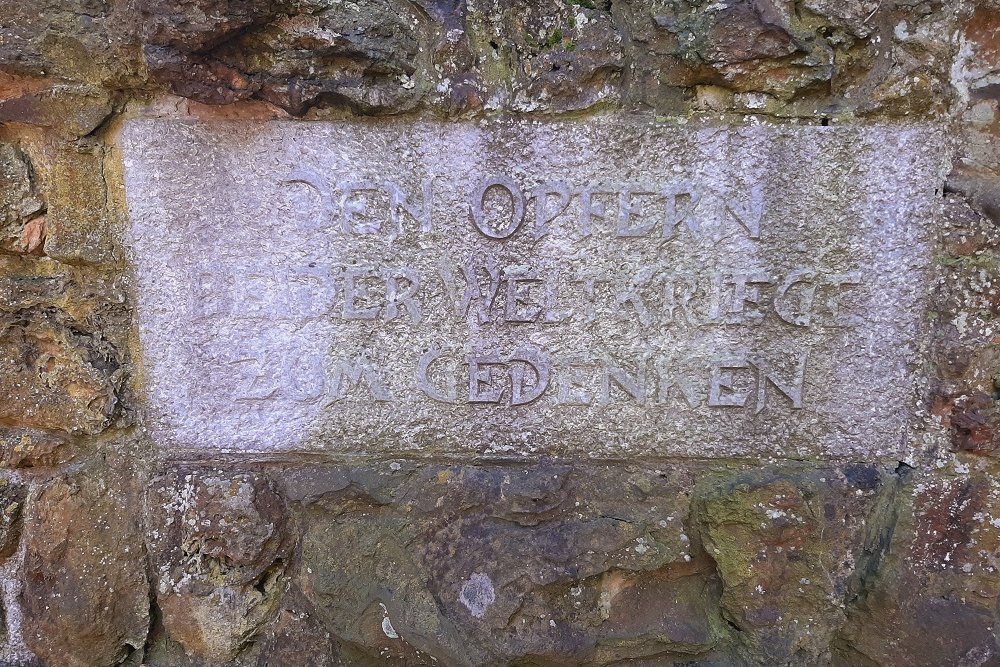 DEN OPFERN
BEIDER WELTKRIEGE
ZUM GEDENKEN